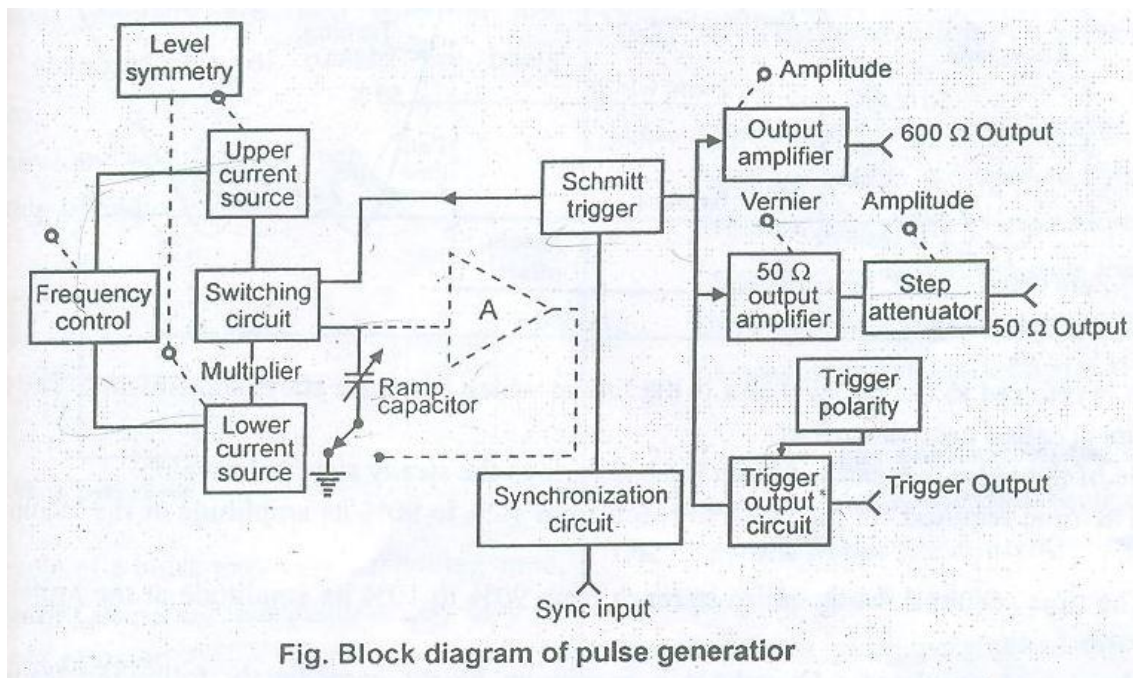 Level
symmetry
Upper
current
source
Frequency
control
Switching
circuit
Multiplier
Lower
current
source
Ramp
capacitor
A
Schmitt
trigger
Synchronization
circuit
Sync input
Amplitude
Output
amplifier
600 Ω Output
Vernier
50 Ω
output
amplifier
Amplitude
Step
attenuator
50 Ω Output
Trigger
polarity
Trigger
output
circuit
Trigger Output
Fig. Block diagram of pulse generatior